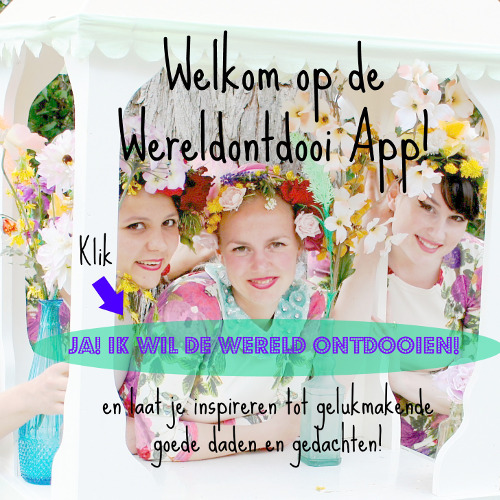 Welkom op de
Wereldontdooi App!
Klik
JA! IK WIL DE WERELD ONTDOOIEN!
en laat je inspireren tot gelukmakende
goede daden en gedachten!